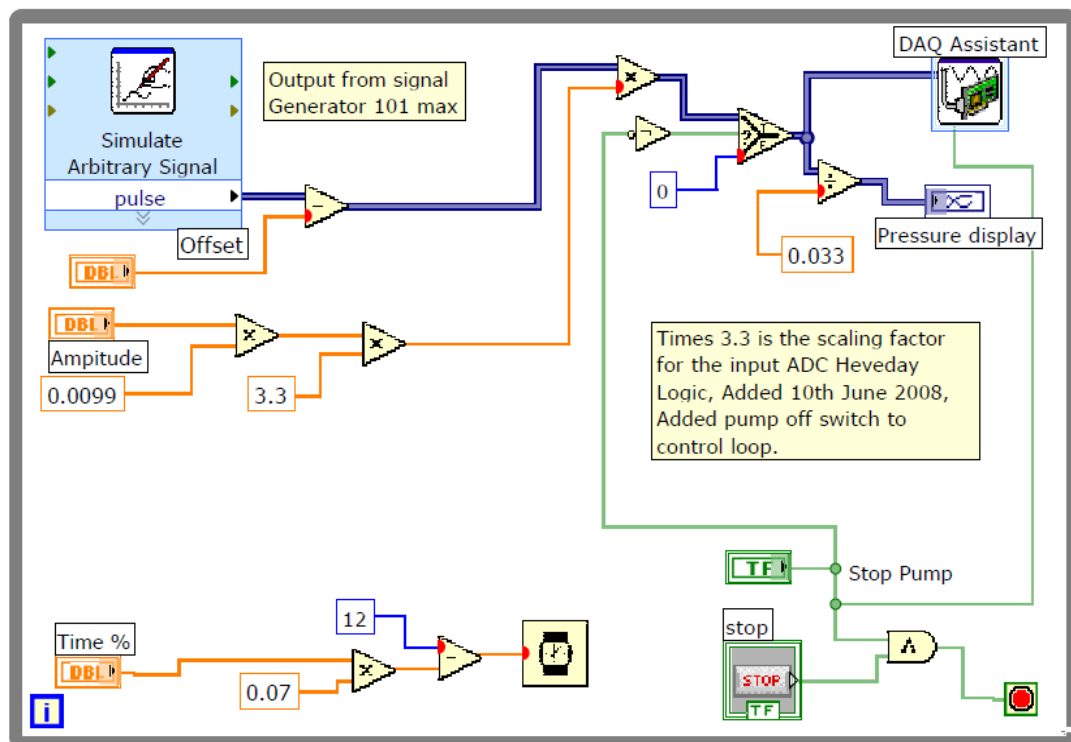 DAQ Assistant
Output from signal
Generator 101 max
Simulate
Arbitrary Signal
pulse
Offset
DBL
0
Pressure display
0.033
DBL
Ampitude
0.0099
3.3
Times 3.3 is the scaling factor
for the input ADC Heveday
Logic, Added 10th June 2008,
Added pump off switch to
control loop.
TF
Stop Pump
12
Time %
DBL
0.07
stop
STOP
TF
i